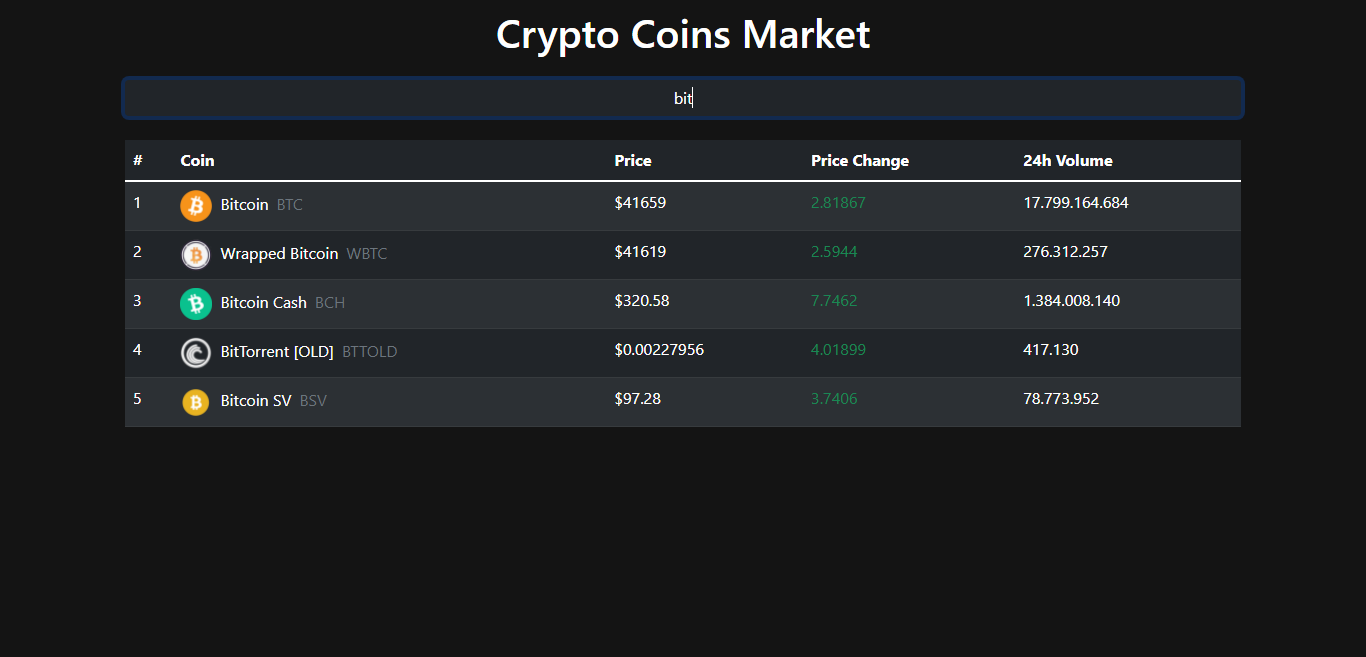 Crypto Coins Market
bit
# Coin Price Price Change 24h Volume
1 Bitcoin BTC $41659 2.81867 17.799.164.684
2 Wrapped Bitcoin WBTC $41619 2.5944 276.312.257
3 Bitcoin Cash BCH $320.58 7.7462 1.384.008.140
4 BitTorrent [OLD] BTTOLD $0.00227956 4.01899 417.130
5 Bitcoin SV BSV $97.28 3.7406 78.773.952